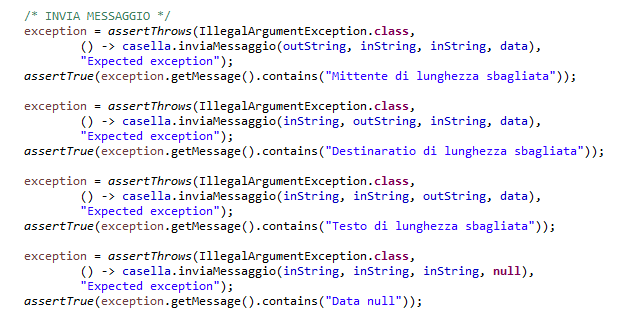 /* INVIA MESSAGGIO */
exception = assertThrows(IllegalArgumentException.class,
() -> casella.inviaMessaggio(outString, inString, inString, data),
"Expected exception");
assertTrue(exception.getMessage().contains("Mittente di lunghezza sbagliata"));
exception = assertThrows(IllegalArgumentException.class,
() -> casella.inviaMessaggio(inString, outString, inString, data),
"Expected exception");
assertTrue(exception.getMessage().contains("Destinaratio di lunghezza sbagliata"));
exception = assertThrows(IllegalArgumentException.class,
() -> casella.inviaMessaggio(inString, inString, outString, data),
"Expected exception");
assertTrue(exception.getMessage().contains("Testo di lunghezza sbagliata"));
exception = assertThrows(IllegalArgumentException.class,
() -> casella.inviaMessaggio(inString, inString, inString, null),
"Expected exception");
assertTrue(exception.getMessage().contains("Data null"));